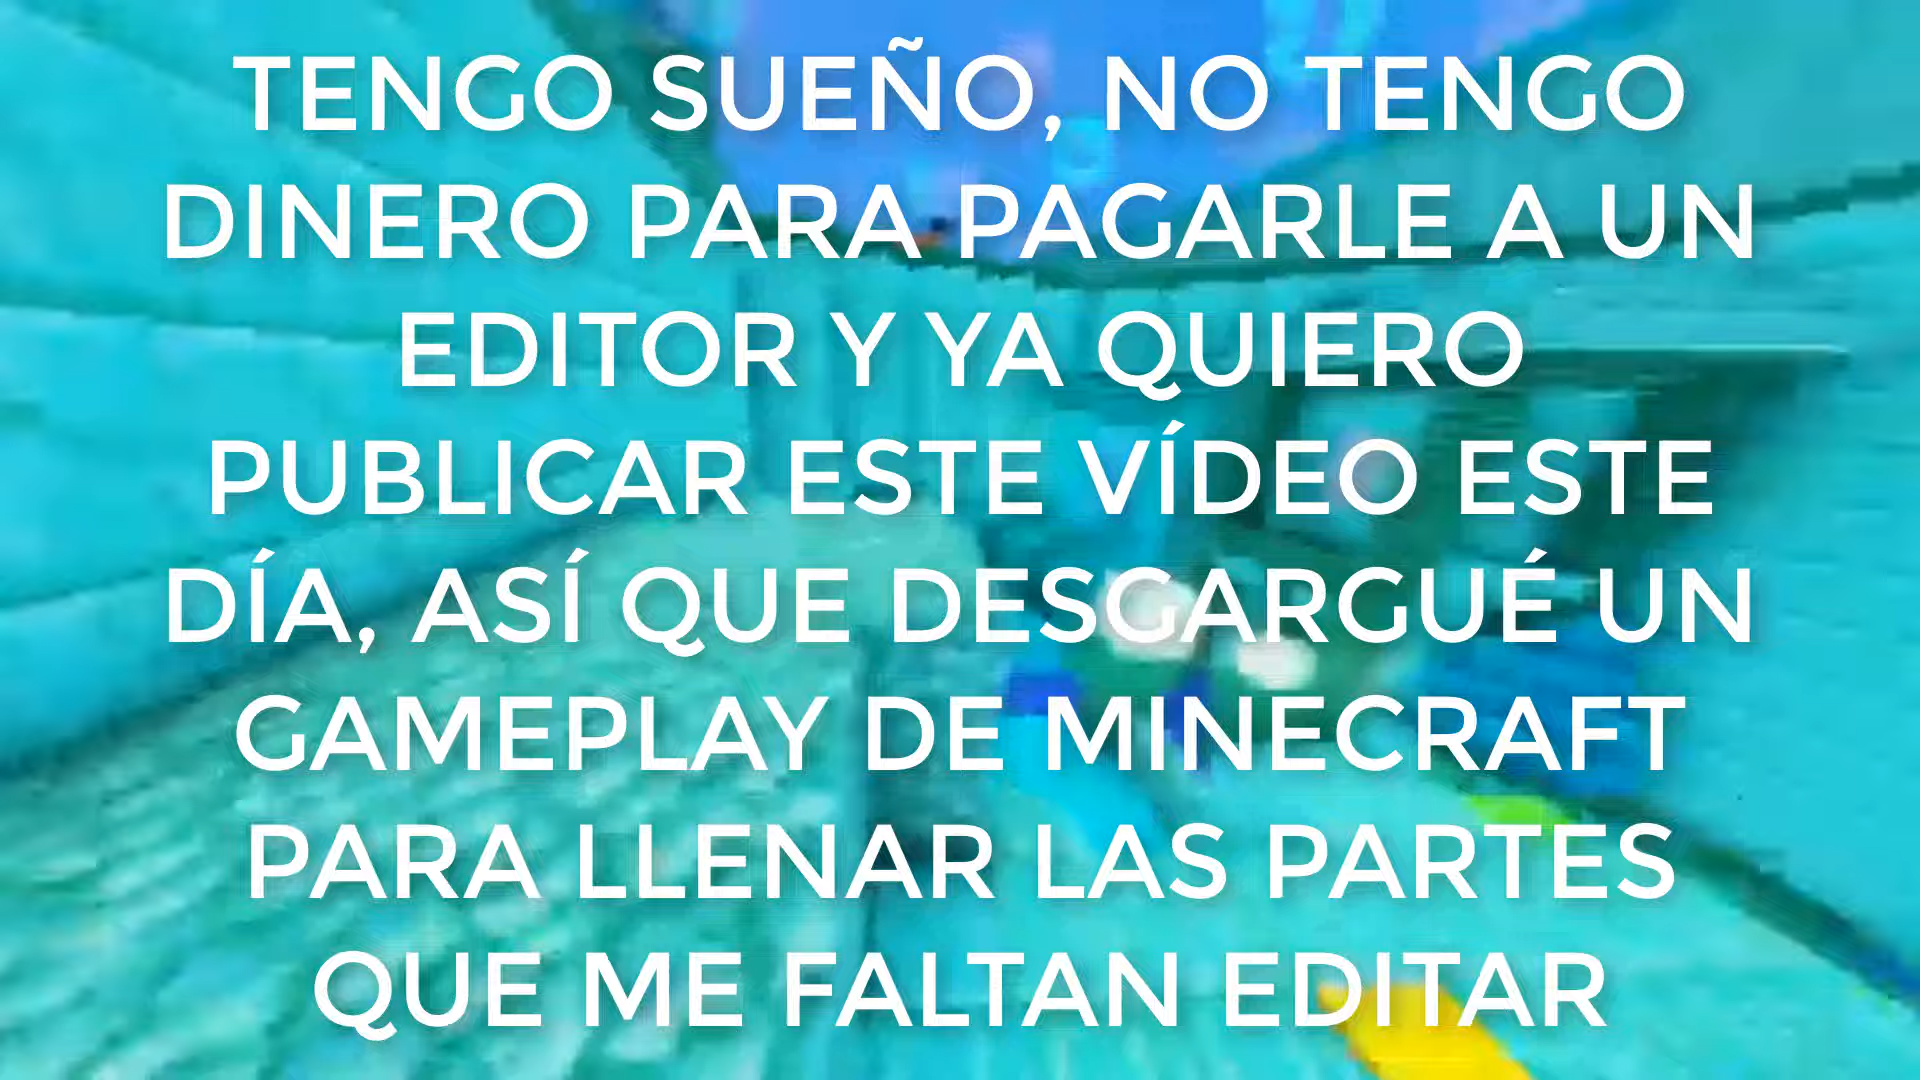 TENGO SUEÑO, NO TENGO
DINERO PARA PAGARLE A UN
EDITOR Y YA QUIERO
PUBLICAR ESTE VÍDEO ESTE
DÍA, ASÍ QUE DESGARGUÉ UN
GAMEPLAY DE MINECRAFT
PARA LLENAR LAS PARTES
QUE ME FALTAN EDITAR